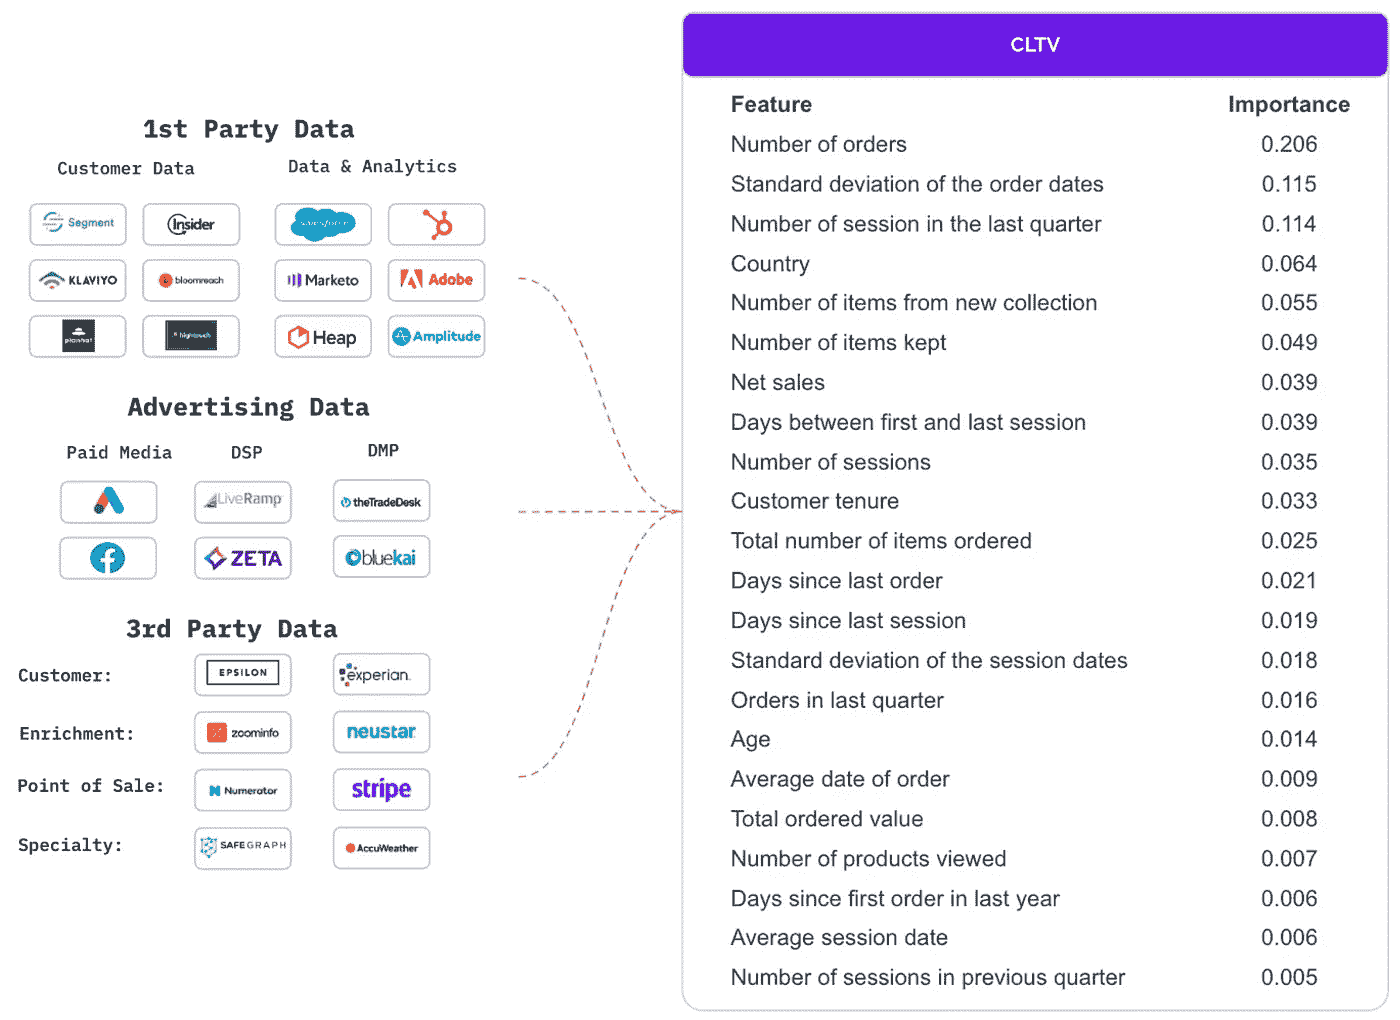 CLTV
1st Party Data
Customer Data
Data & Analytics
Segment
Insider
KLAVIYO
bloomreach
planhat
hightouch
salesforce
Marketo
Adobe
Heap
Amplitude
Advertising Data
Paid Media
DSP
DMP
LiveRamp
theTradeDesk
ZETA
bluekai
3rd Party Data
Customer:
EPSILON
experian.
Enrichment:
zoominfo
neustar
Point of Sale:
Numerator
stripe
Specialty:
SAFEGRAPH
AccuWeather
Feature Importance
Number of orders 0.206
Standard deviation of the order dates 0.115
Number of session in the last quarter 0.114
Country 0.064
Number of items from new collection 0.055
Number of items kept 0.049
Net sales 0.039
Days between first and last session 0.039
Number of sessions 0.035
Customer tenure 0.033
Total number of items ordered 0.025
Days since last order 0.021
Days since last session 0.019
Standard deviation of the session dates 0.018
Orders in last quarter 0.016
Age 0.014
Average date of order 0.009
Total ordered value 0.008
Number of products viewed 0.007
Days since first order in last year 0.006
Average session date 0.006
Number of sessions in previous quarter 0.005